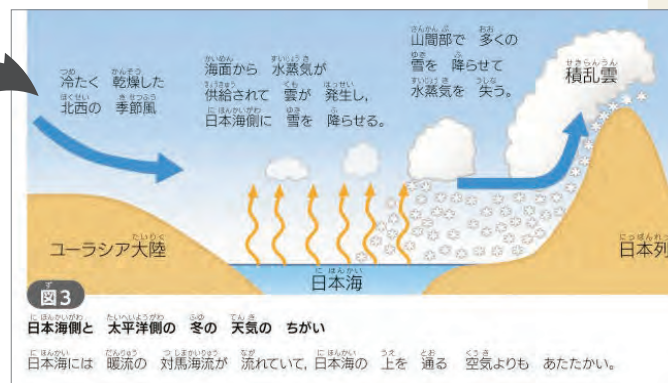 冷たく 乾燥した
北西の 季節風
海面から 水蒸気が
供給されて 雲が 発生し,
日本海側に 雪を 降らせる。
山間部で 多くの
雪を 降らせて
水蒸気を 失う。
積乱雲
ユーラシア大陸
日本海
日本列
図3
日本海側と 太平洋側の 冬の 天気の ちがい
日本海には 暖流の 対馬海流が 流れていて, 日本海の 上を 通る 空気よりも あたたかい。